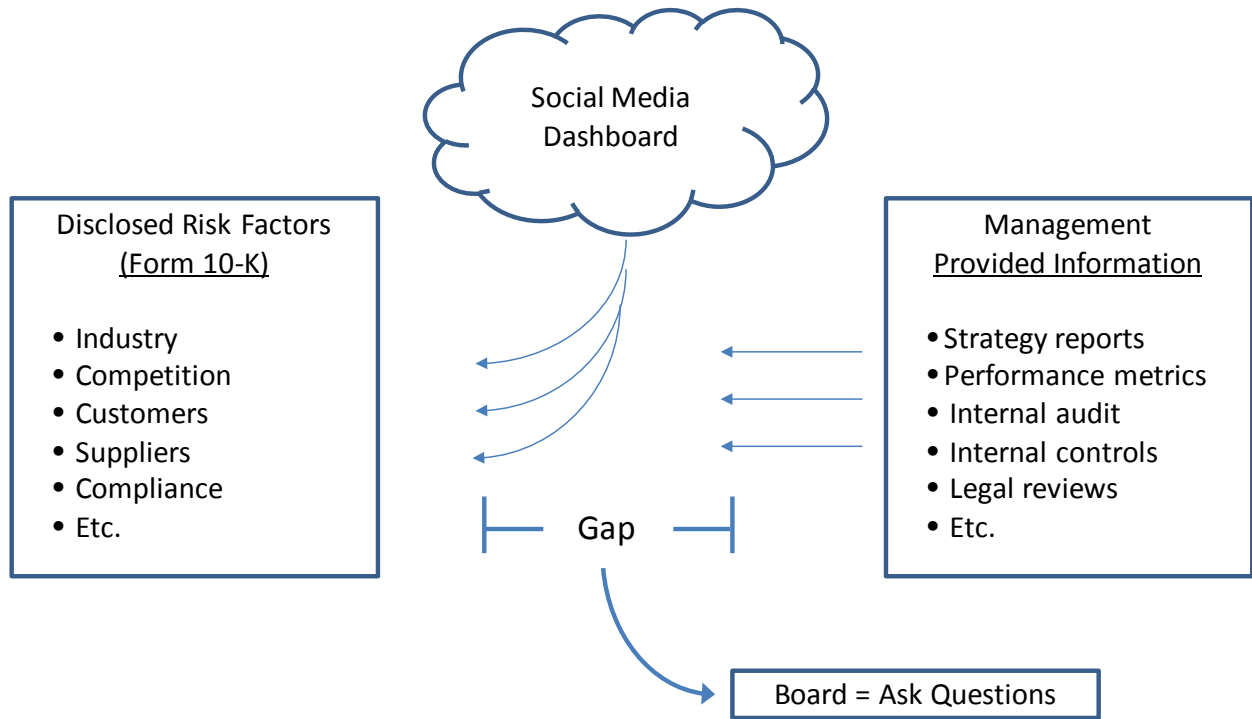 Social Media
Dashboard
Disclosed Risk Factors
(Form 10-K)
• Industry
• Competition
• Customers
• Suppliers
• Compliance
• Etc.
Management
Provided Information
• Strategy reports
• Performance metrics
• Internal audit
• Internal controls
• Legal reviews
• Etc.
Gap
Board = Ask Questions